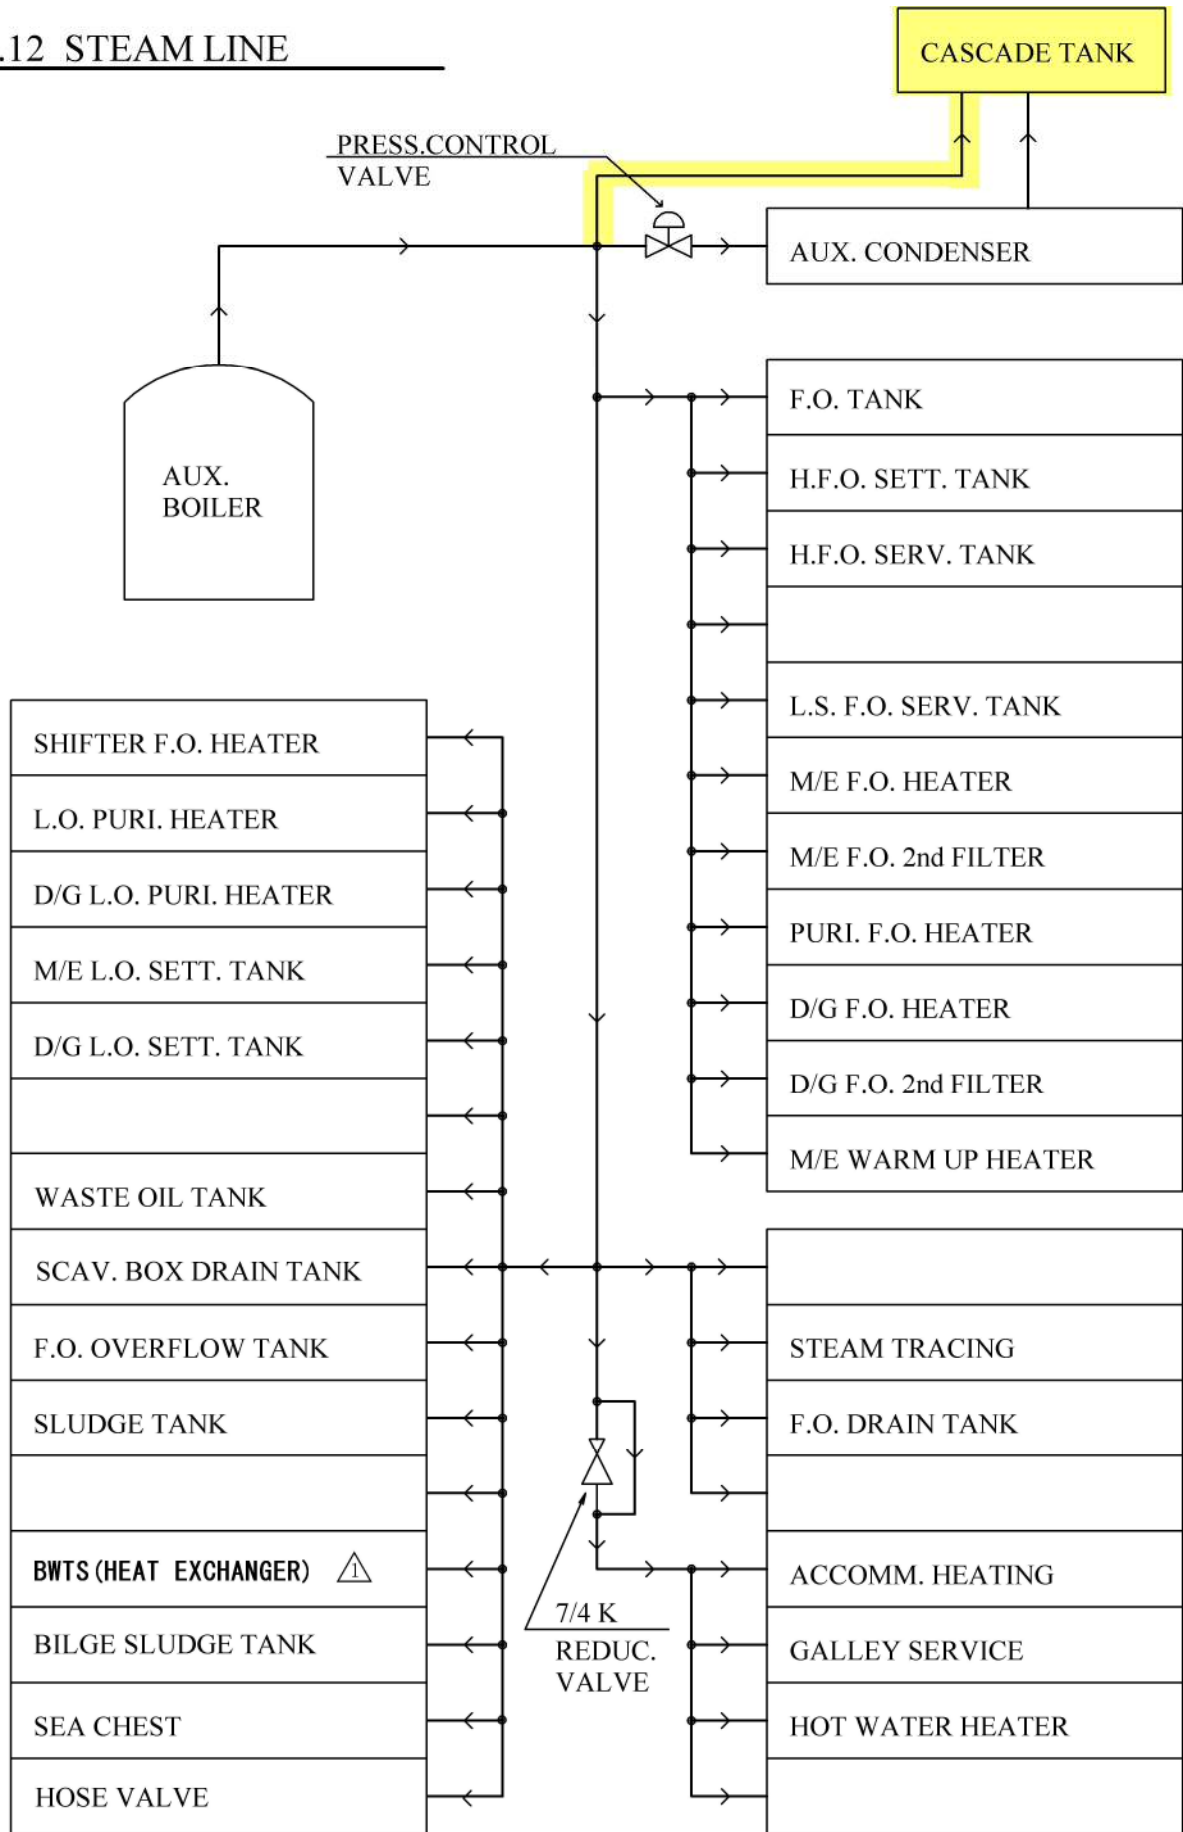 .12 STEAM LINE
CASCADE TANK
PRESS.CONTROL
VALVE
AUX. CONDENSER
AUX.
BOILER
F.O. TANK
H.F.O. SETT. TANK
H.F.O. SERV. TANK
L.S. F.O. SERV. TANK
M/E F.O. HEATER
M/E F.O. 2nd FILTER
PURI. F.O. HEATER
D/G F.O. HEATER
D/G F.O. 2nd FILTER
M/E WARM UP HEATER
SHIFTER F.O. HEATER
L.O. PURI. HEATER
D/G L.O. PURI. HEATER
M/E L.O. SETT. TANK
D/G L.O. SETT. TANK
WASTE OIL TANK
SCAV. BOX DRAIN TANK
F.O. OVERFLOW TANK
SLUDGE TANK
BWTS(HEAT EXCHANGER) 1
BILGE SLUDGE TANK
SEA CHEST
HOSE VALVE
7/4 K
REDUC.
VALVE
STEAM TRACING
F.O. DRAIN TANK
ACCOMM. HEATING
GALLEY SERVICE
HOT WATER HEATER